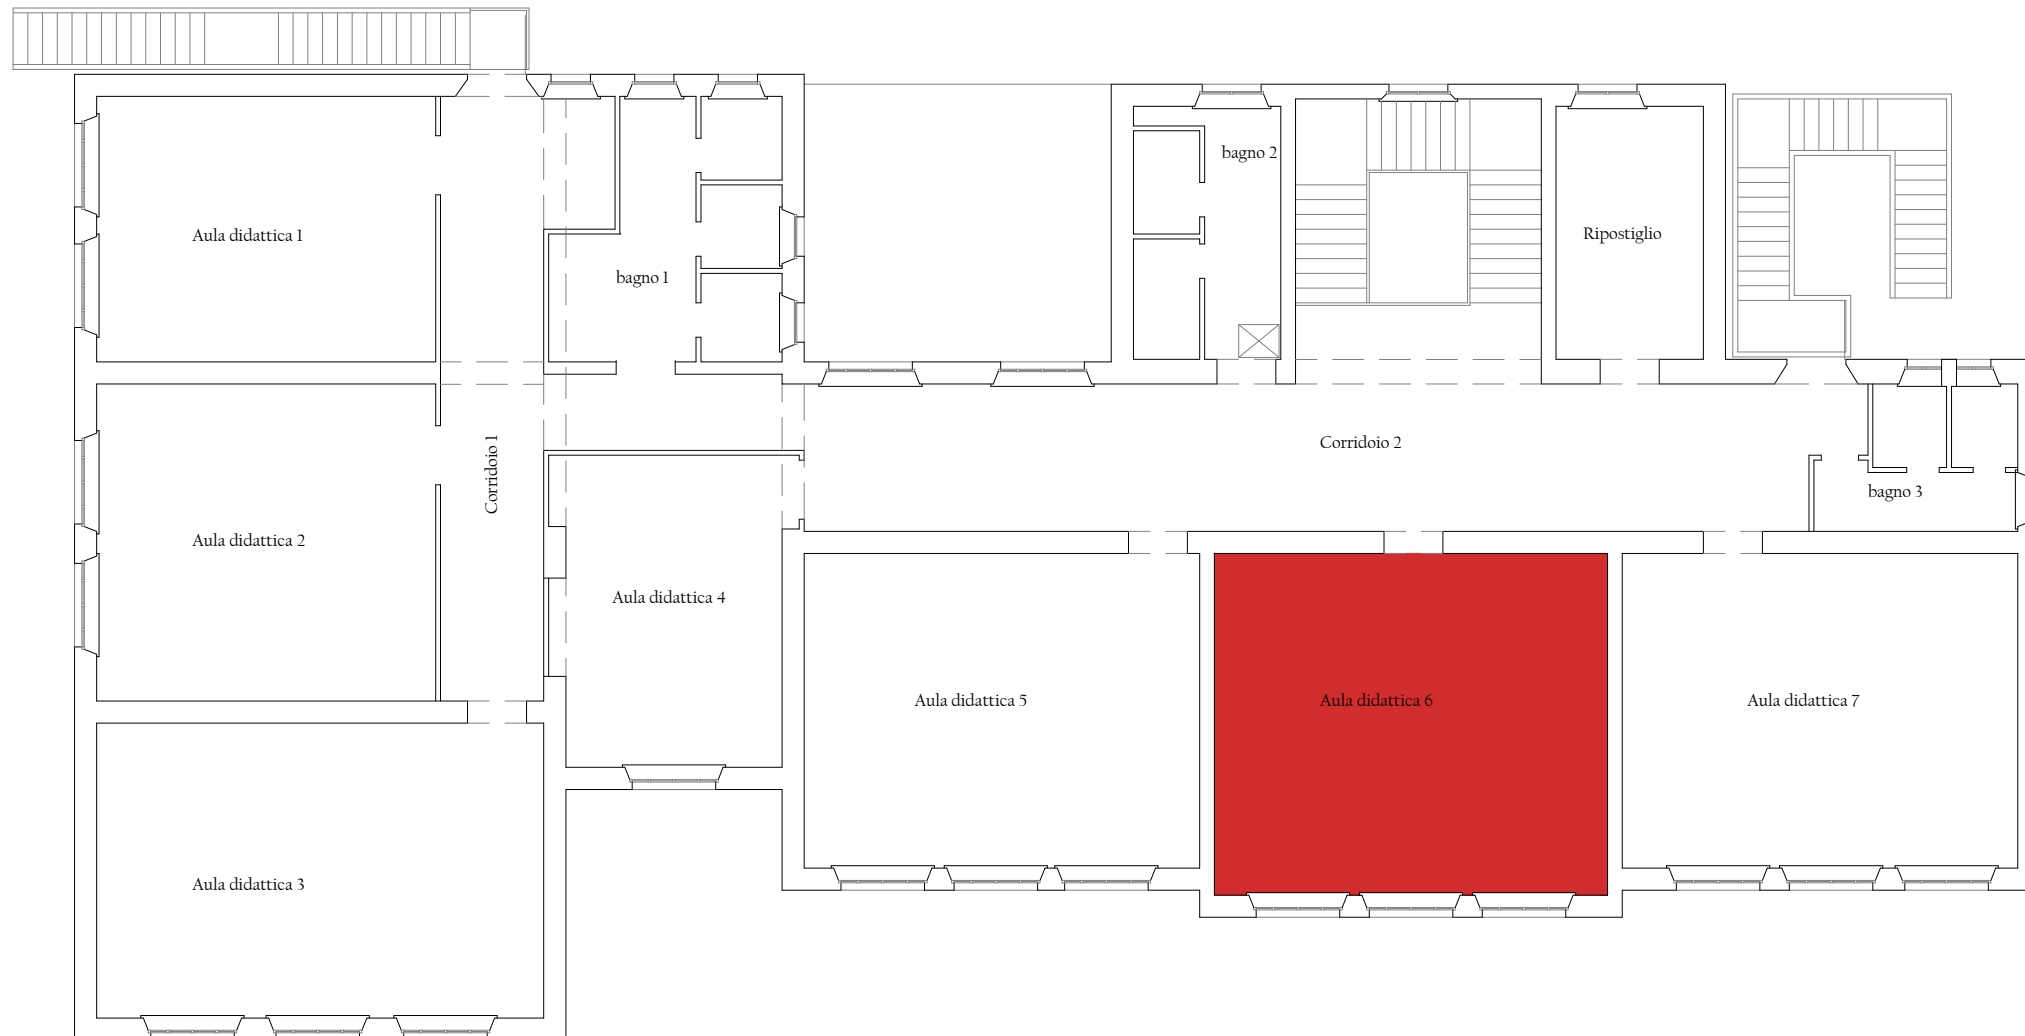 bagno 2
Aula didattica 1
Ripostiglio
bagno 1
Corridoio 1
Corridoio 2
bagno 3
Aula didattica 2
Aula didattica 4
Aula didattica 5
Aula didattica 6
Aula didattica 7
Aula didattica 3